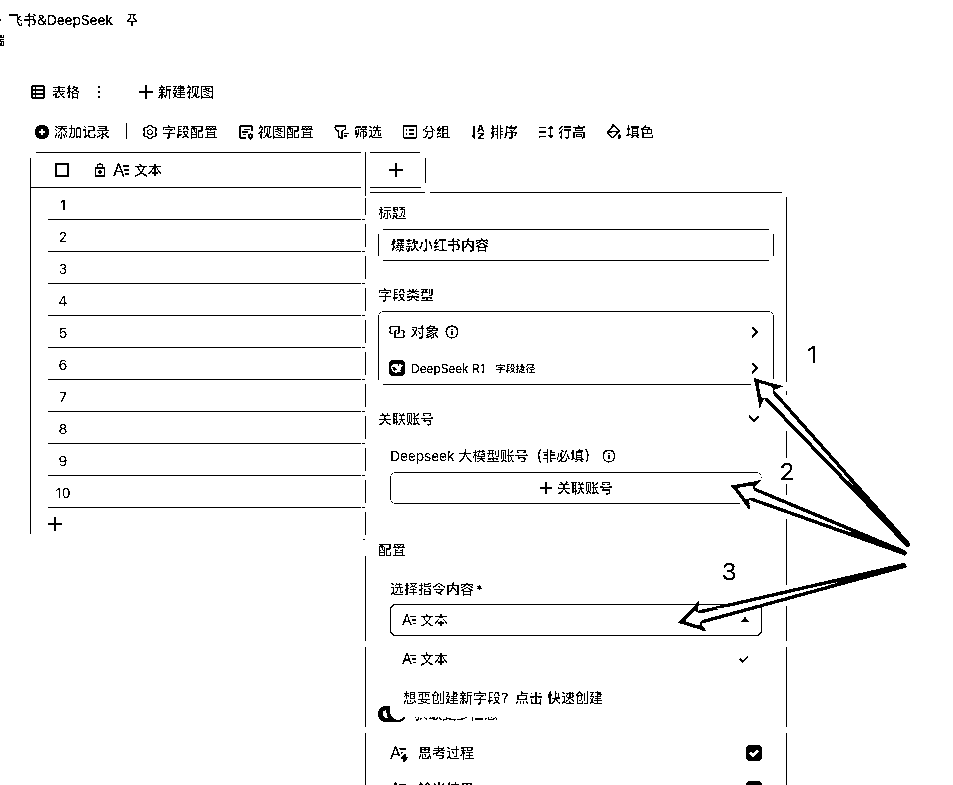 飞书&DeepSeek
表格 新建视图
添加记录 字段配置 视图配置 筛选 分组 排序 行高 填色
文本
1
2
3
4
5
6
7
8
9
10
标题
爆款小红书内容
字段类型
对象
DeepSeek R1 字段捷径
1
关联账号
Deepseek 大模型账号（非必填）
2
关联账号
配置
3
选择指令内容*
文本
文本
想要创建新字段？点击 快速创建
思考过程